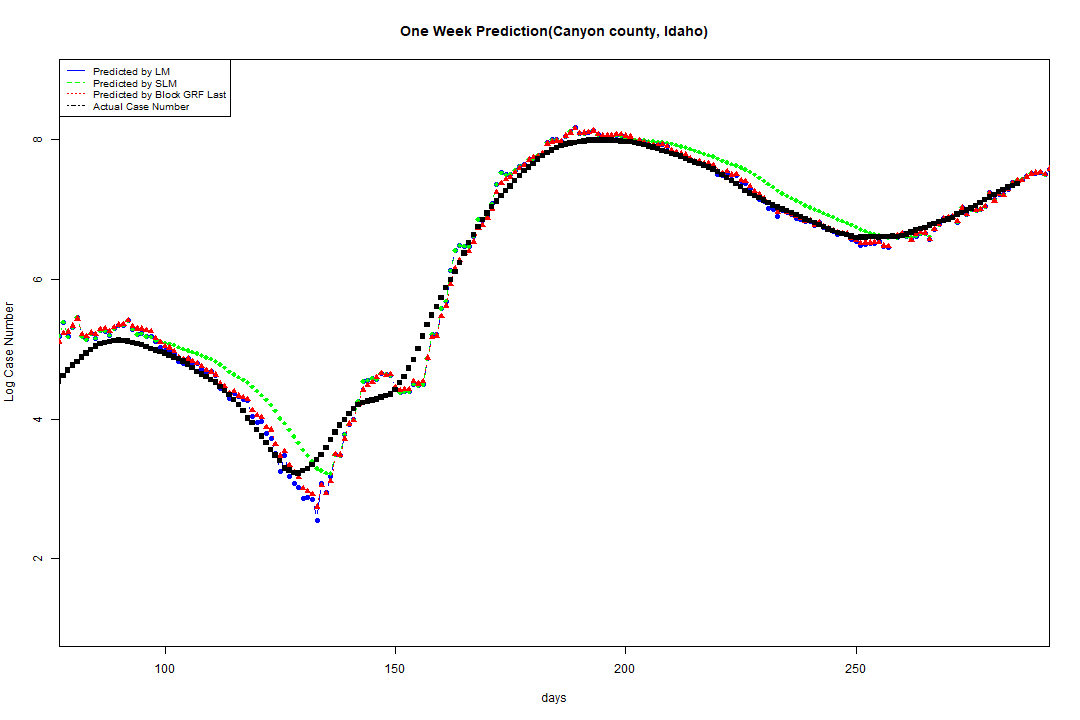 One Week Prediction(Canyon county, Idaho)
Predicted by LM
Predicted by SLM
Predicted by Block GRF Last
Actual Case Number
8
6
4
2
Log Case Number
100 150 200 250
days